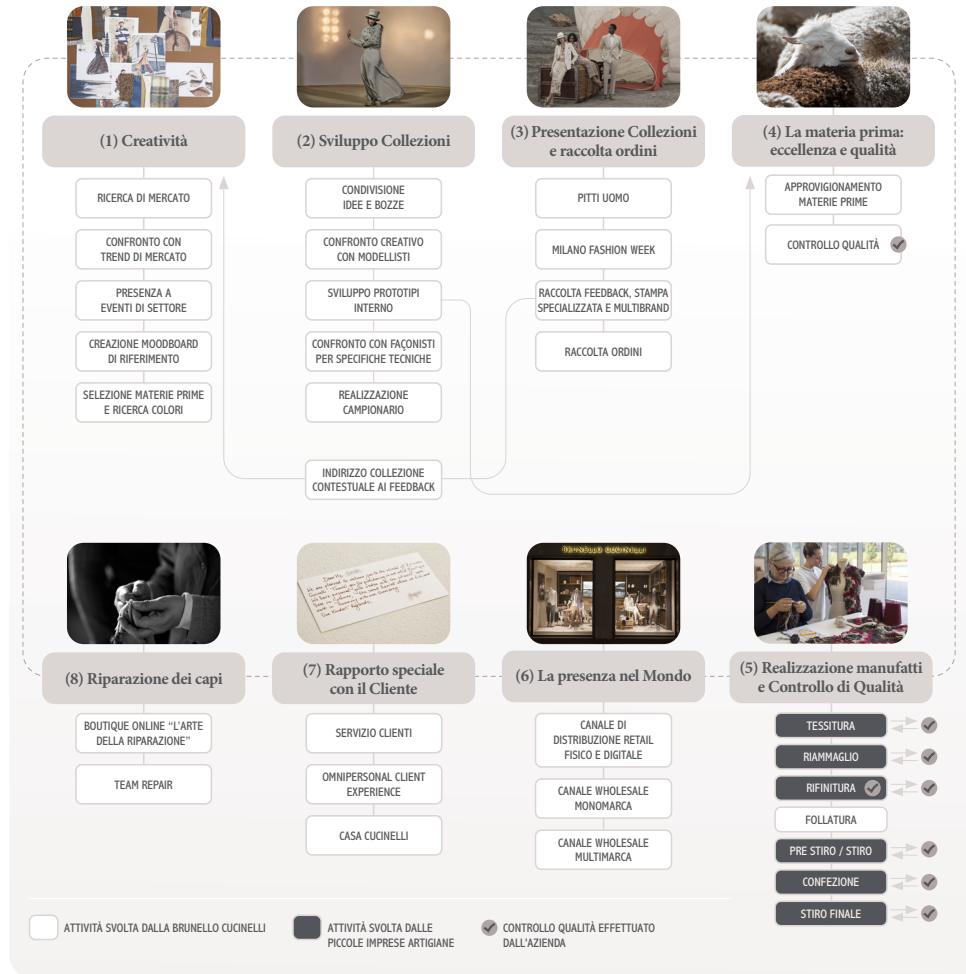 (1) Creatività
RICERCA DI MERCATO
CONFRONTO CON
TREND DI MERCATO
PRESENZA A
EVENTI DI SETTORE
CREAZIONE MOODBOARD
DI RIFERIMENTO
SELEZIONE MATERIE PRIME
E RICERCA COLORI
(2) Sviluppo Collezioni
CONDIVISIONE
IDEE E BOZZE
CONFRONTO CREATIVO
CON MODELLISTI
SVILUPPO PROTOTIPI
INTERNO
CONFRONTO CON FAÇONISTI
PER SPECIFICHE TECNICHE
REALIZZAZIONE
CAMPIONARIO
INDIRIZZO COLLEZIONE
CONTESTUALE AI FEEDBACK
(3) Presentazione Collezioni
e raccolta ordini
PITTI UOMO
MILANO FASHION WEEK
RACCOLTA FEEDBACK, STAMPA
SPECIALIZZATA E MULTIBRAND
RACCOLTA ORDINI
(4) La materia prima:
eccellenza e qualità
APPROVIGIONAMENTO
MATERIE PRIME
CONTROLLO QUALITÀ
(8) Riparazione dei capi
BOUTIQUE ONLINE “L’ARTE
DELLA RIPARAZIONE”
TEAM REPAIR
(7) Rapporto speciale
con il Cliente
SERVIZIO CLIENTI
OMNIPERSONAL CLIENT
EXPERIENCE
CASA CUCINELLI
BRUNELLO CUCINELLI
(6) La presenza nel Mondo
CANALE DI
DISTRIBUZIONE RETAIL
FISICO E DIGITALE
CANALE WHOLESALE
MONOMARCA
CANALE WHOLESALE
MULTIMARCA
(5) Realizzazione manufatti
e Controllo di Qualità
TESSITURA
RIAMMAGLIO
RIFINITURA
FOLLATURA
PRE STIRO / STIRO
CONFEZIONE
STIRO FINALE
ATTIVITÀ SVOLTA DALLA BRUNELLO CUCINELLI
ATTIVITÀ SVOLTA DALLE
PICCOLE IMPRESE ARTIGIANE
CONTROLLO QUALITÀ EFFETTUATO
DALL'AZIENDA